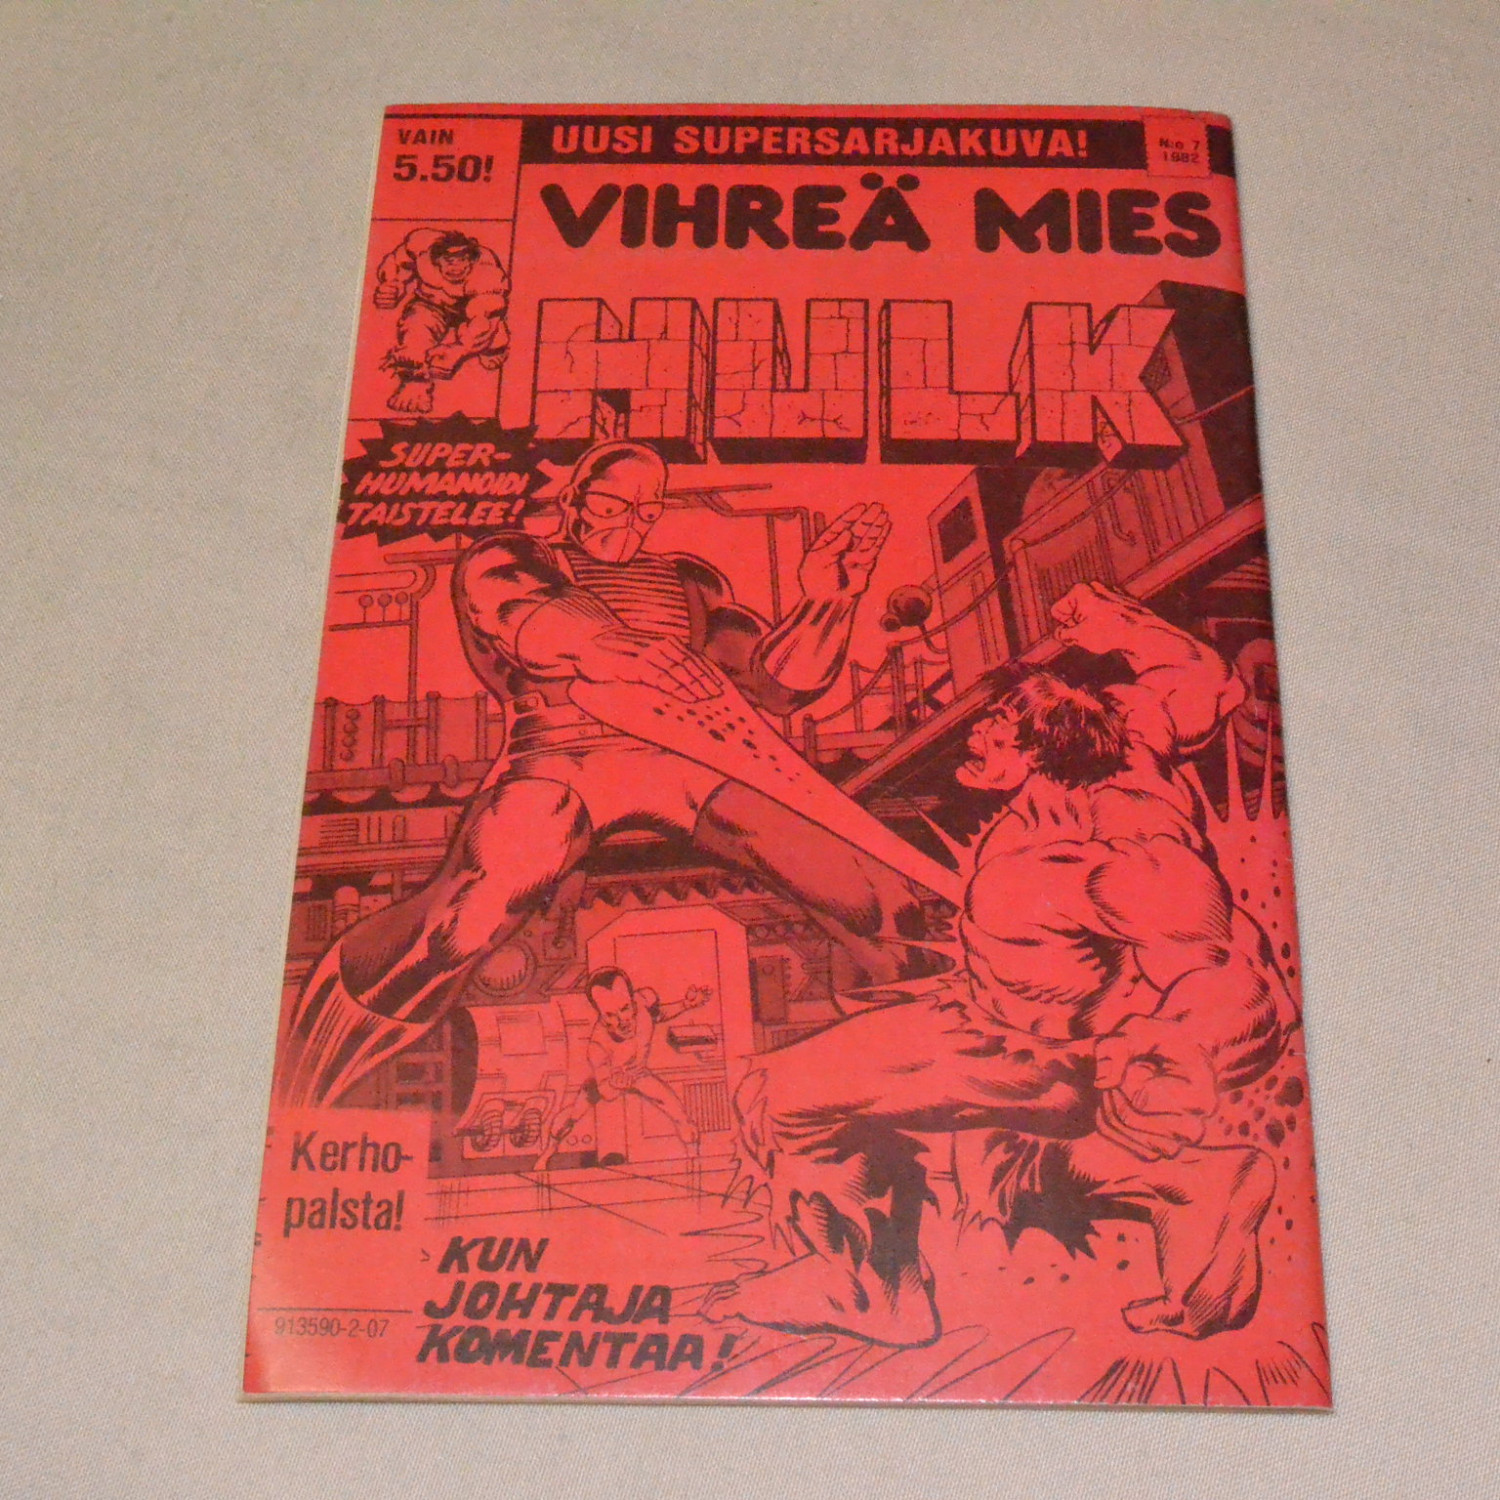 VAIN
5.50!
UUSI SUPERSARJAKUVA!
N:o 7
1982
VIHREÄ MIES
HULK
SUPER-
HUMANOIDI
TAISTELEE!
Kerho-
palsta!
913590-2-07
KUN
JOHTAJA
KOMENTAA!